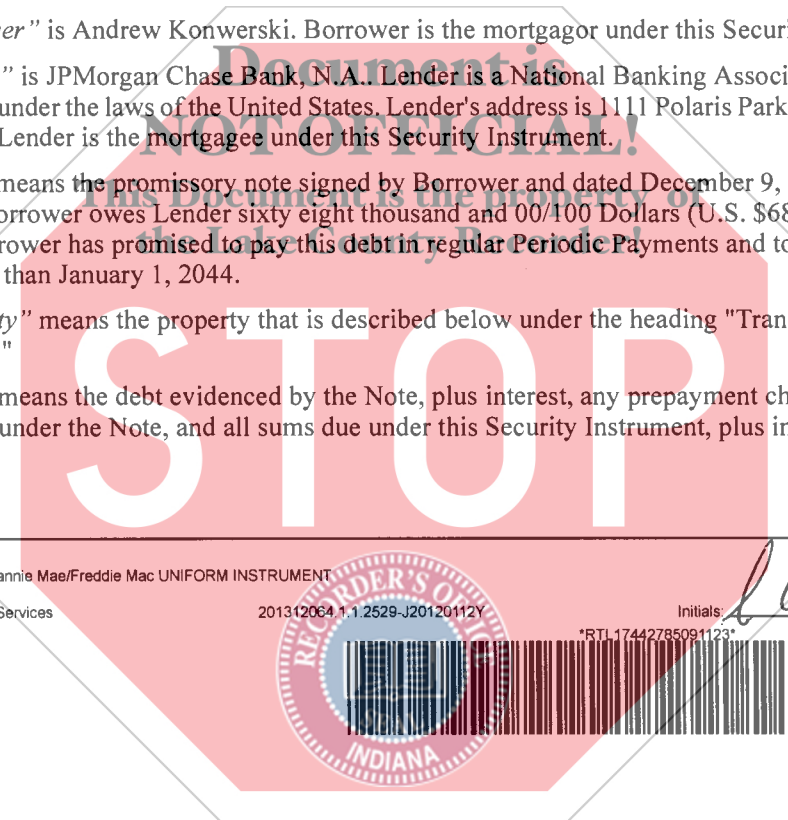 er" is Andrew Konwerski. Borrower is the mortgagor under this Securi
Document is
" is JPMorgan Chase Bank, N.A.. Lender is a National Banking Associ
under the laws of the United States. Lender's address is 1111 Polaris Park
NOT OFFICIAL!
Lender is the mortgagee under this Security Instrument.
means the promissory note signed by Borrower and dated December 9,
This Document is the property of
orrower owes Lender sixty eight thousand and 00/100 Dollars (U.S. $68
rower has promised to pay this debt in regular Periodic Payments and to
the Lake County Recorder!
than January 1, 2044.
ty" means the property that is described below under the heading "Tran
"
STOP
means the debt evidenced by the Note, plus interest, any prepayment ch
under the Note, and all sums due under this Security Instrument, plus in
annie Mae/Freddie Mac UNIFORM INSTRUMENT
Services
201312064.1.1.2529-J20120112Y
Initials:
*RTL17442785091123*
RECORDER'S OFFICE
SEAL
INDIANA